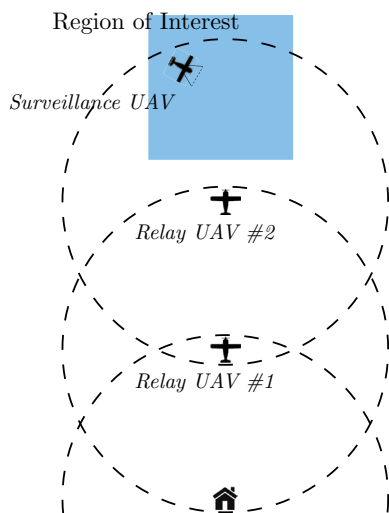 Region of Interest
Surveillance UAV
Relay UAV #2
Relay UAV #1